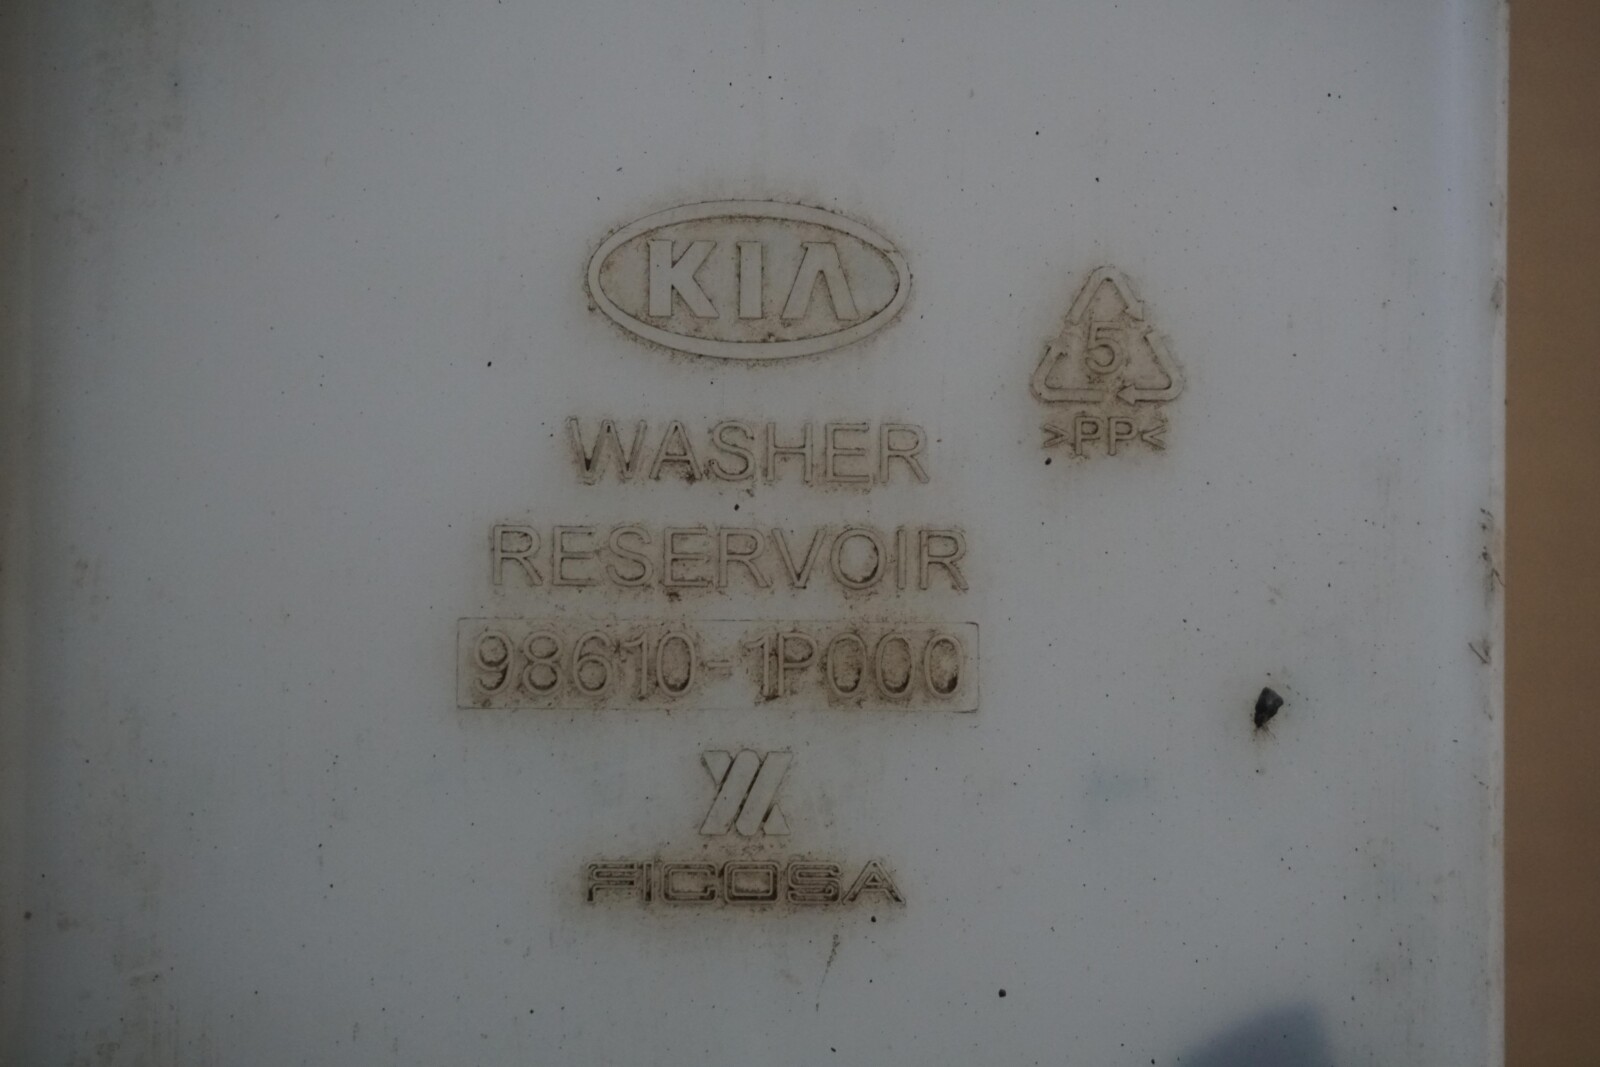 KIA
5
>PP<
WASHER
RESERVOIR
98610-1P000
FICOSA